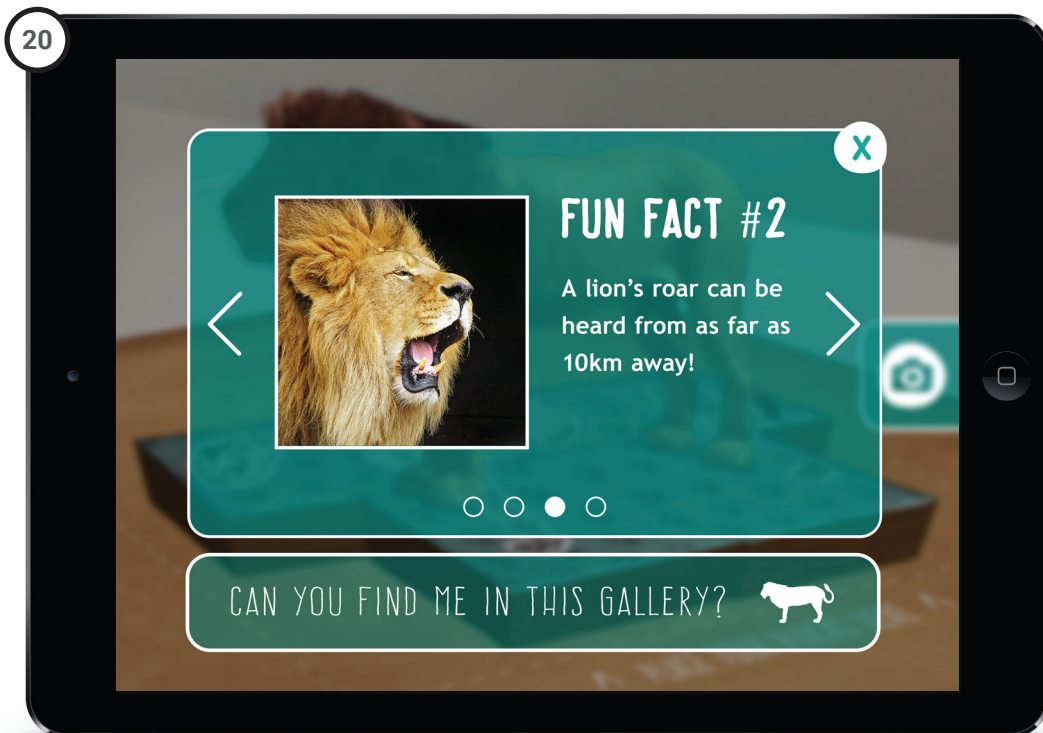 20
X
FUN FACT #2
A lion's roar can be
heard from as far as
10km away!
CAN YOU FIND ME IN THIS GALLERY?